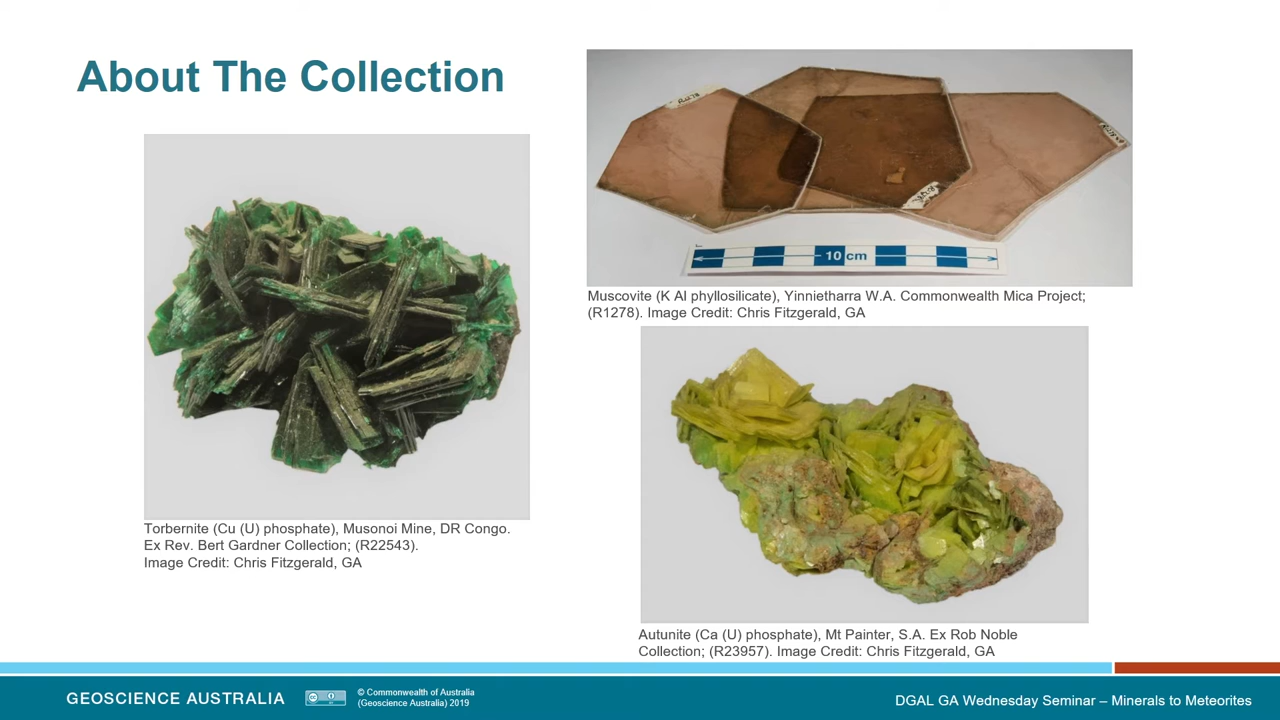 About The Collection
10 cm
Muscovite (K Al phyllosilicate), Yinnietharra W.A. Commonwealth Mica Project;
(R1278). Image Credit: Chris Fitzgerald, GA
Torbernite (Cu (U) phosphate), Musonoi Mine, DR Congo.
Ex Rev. Bert Gardner Collection; (R22543).
Image Credit: Chris Fitzgerald, GA
Autunite (Ca (U) phosphate), Mt Painter, S.A. Ex Rob Noble
Collection; (R23957). Image Credit: Chris Fitzgerald, GA
GEOSCIENCE AUSTRALIA
© Commonwealth of Australia
(Geoscience Australia) 2019
DGAL GA Wednesday Seminar – Minerals to Meteorites